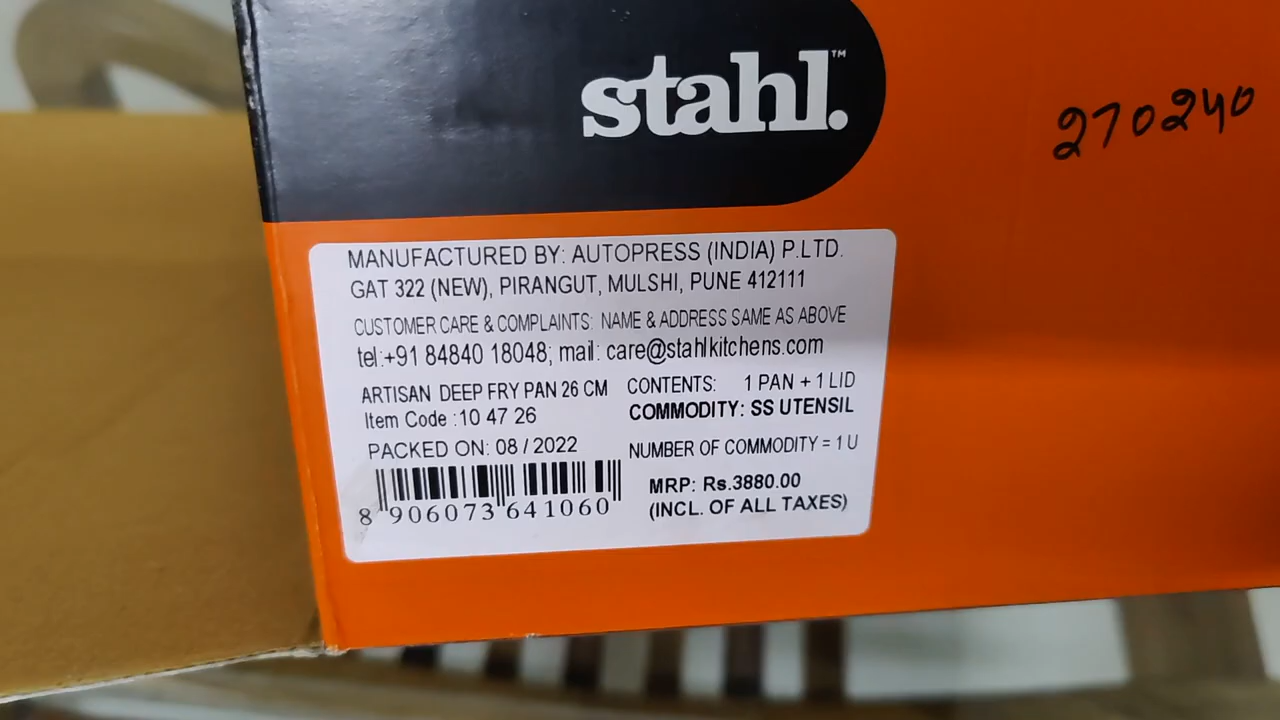 stahl.™
270240
MANUFACTURED BY: AUTOPRESS (INDIA) P.LTD.
GAT 322 (NEW), PIRANGUT, MULSHI, PUNE 412111
CUSTOMER CARE & COMPLAINTS: NAME & ADDRESS SAME AS ABOVE
tel:+91 84840 18048; mail: care@stahlkitchens.com
ARTISAN DEEP FRY PAN 26 CM CONTENTS: 1 PAN + 1 LID
Item Code :10 47 26 COMMODITY: SS UTENSIL
PACKED ON: 08 / 2022 NUMBER OF COMMODITY = 1 U
MRP: Rs.3880.00
(INCL. OF ALL TAXES)
8 906073 641060